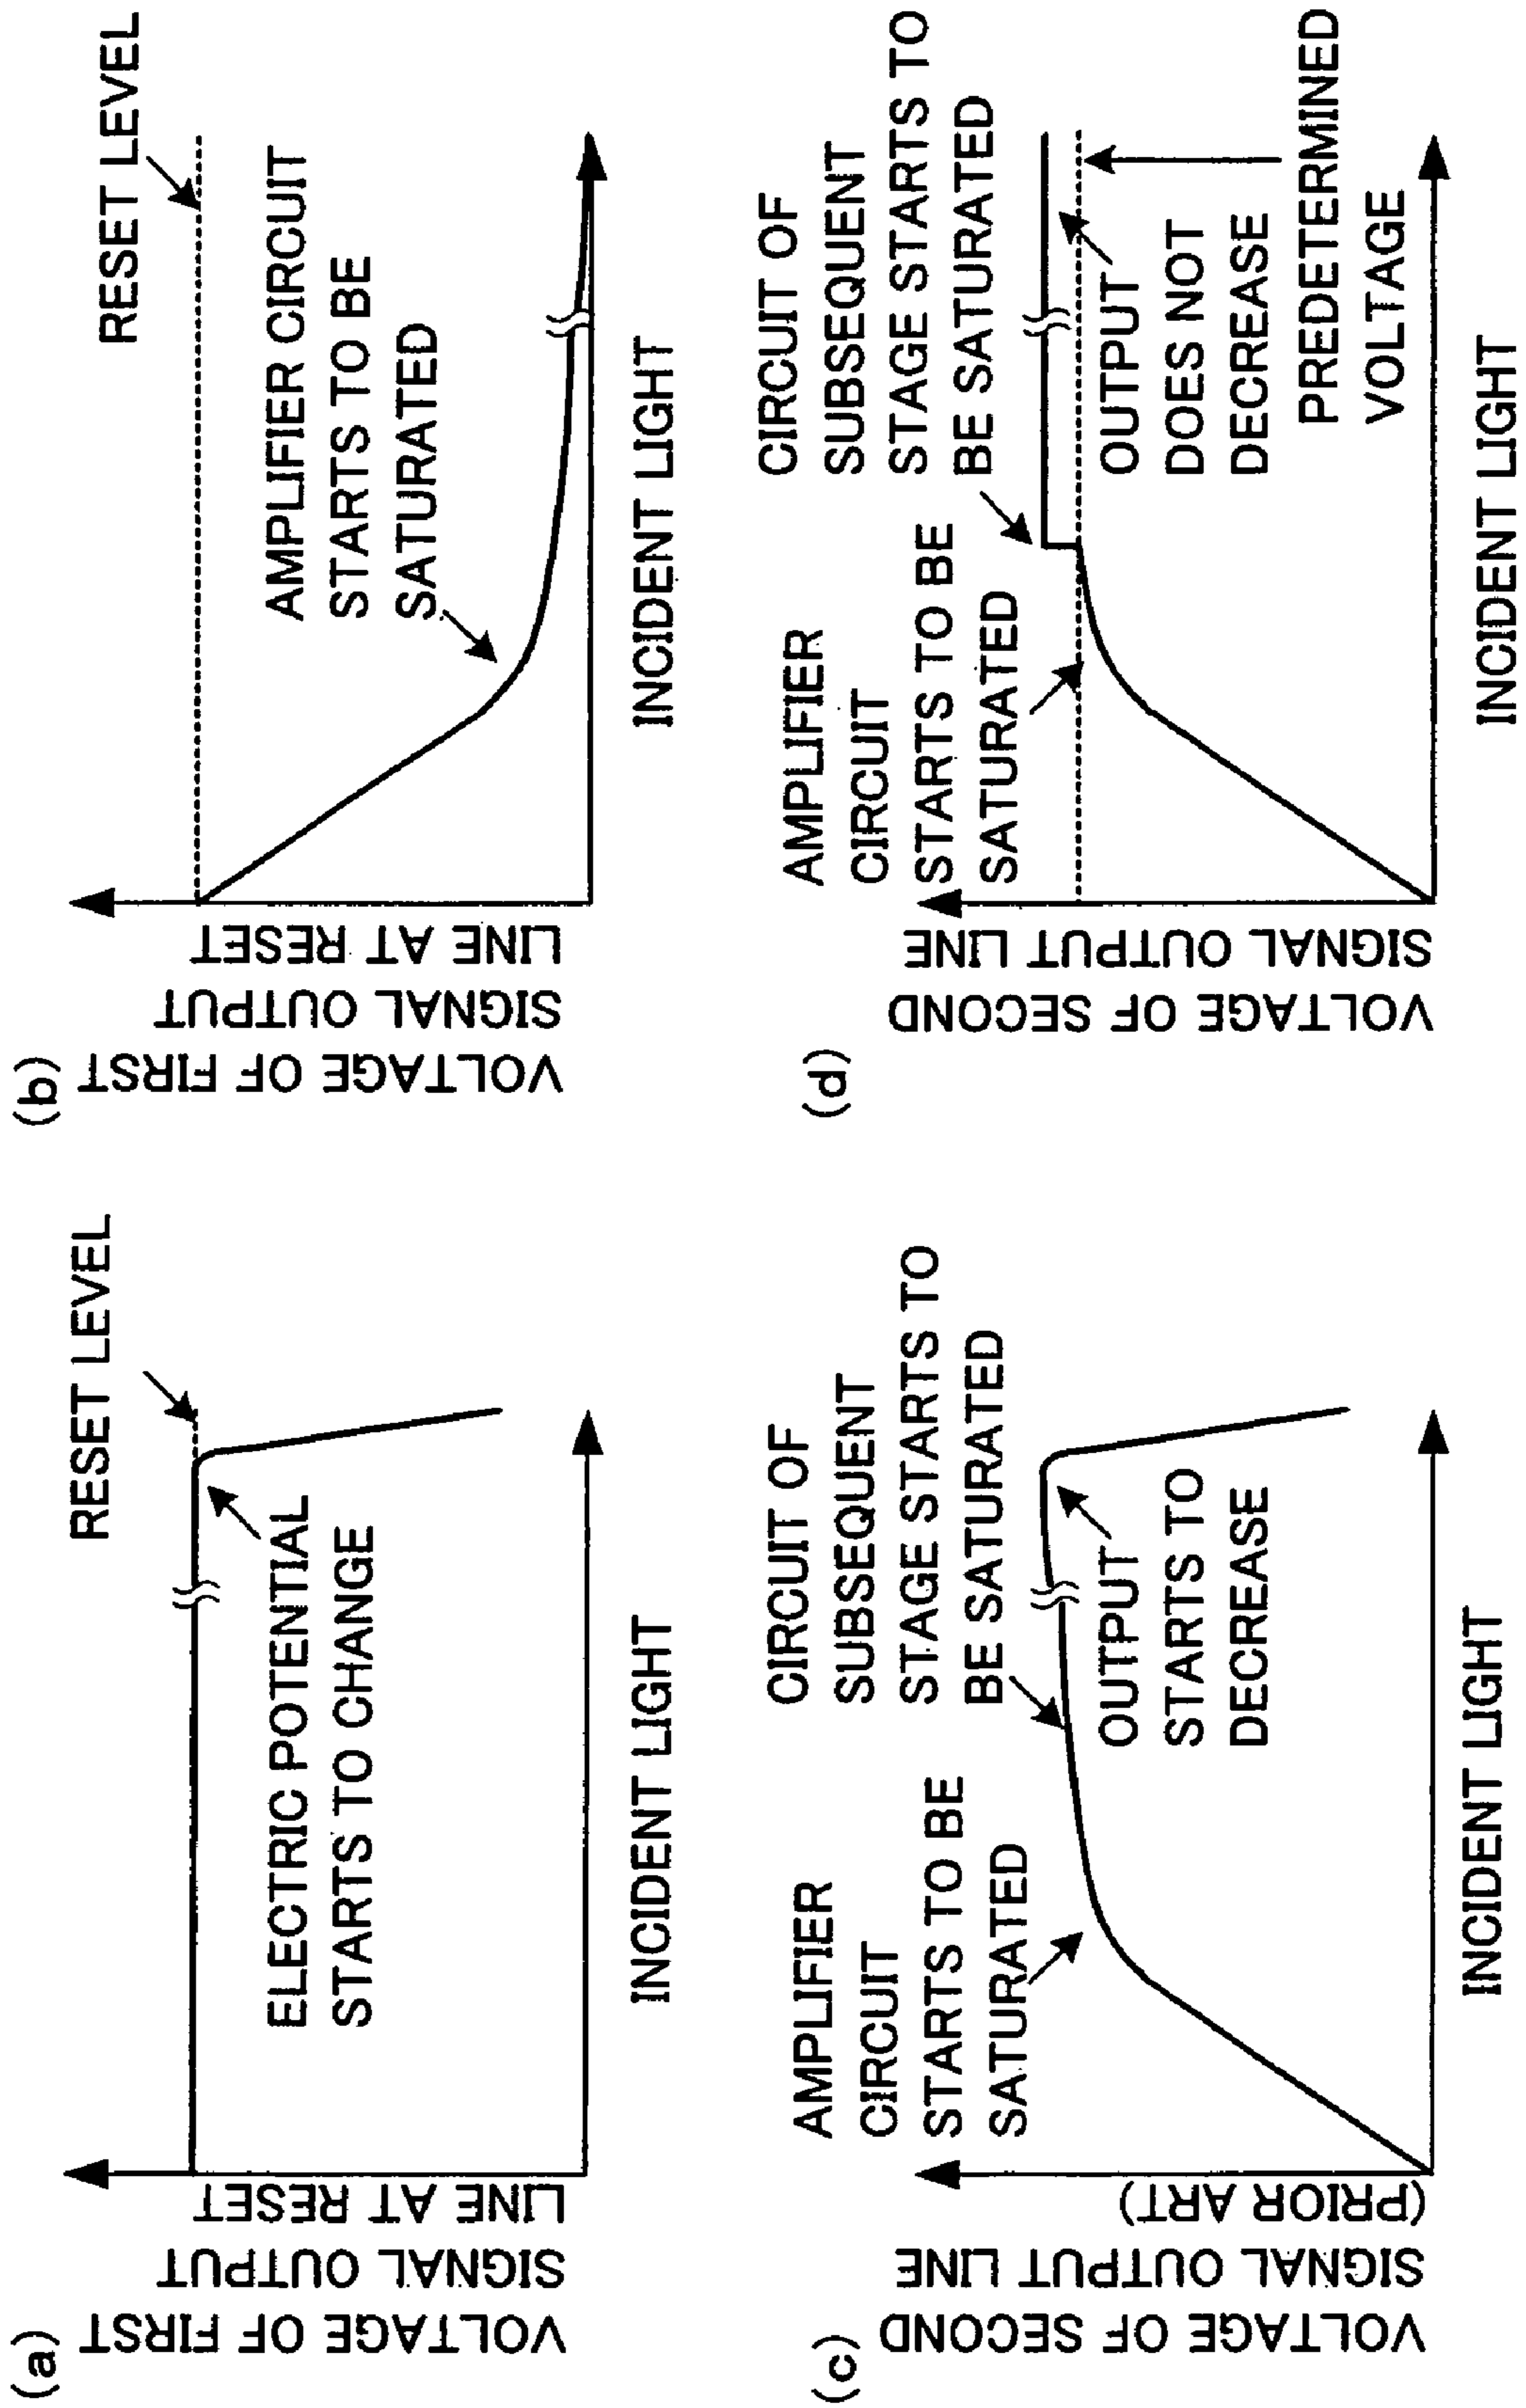 (a)
VOLTAGE OF FIRST
SIGNAL OUTPUT
LINE AT RESET
RESET LEVEL
ELECTRIC POTENTIAL
STARTS TO CHANGE
INCIDENT LIGHT
(b)
VOLTAGE OF FIRST
SIGNAL OUTPUT
LINE AT RESET
RESET LEVEL
AMPLIFIER CIRCUIT
STARTS TO BE
SATURATED
INCIDENT LIGHT
(c)
VOLTAGE OF SECOND
SIGNAL OUTPUT LINE
(PRIOR ART)
AMPLIFIER
CIRCUIT
STARTS TO BE
SATURATED
CIRCUIT OF
SUBSEQUENT
STAGE STARTS TO
BE SATURATED
OUTPUT
STARTS TO
DECREASE
INCIDENT LIGHT
(d)
VOLTAGE OF SECOND
SIGNAL OUTPUT LINE
AMPLIFIER
CIRCUIT
STARTS TO BE
SATURATED
CIRCUIT OF
SUBSEQUENT
STAGE STARTS TO
BE SATURATED
OUTPUT
DOES NOT
DECREASE
PREDETERMINED
VOLTAGE
INCIDENT LIGHT